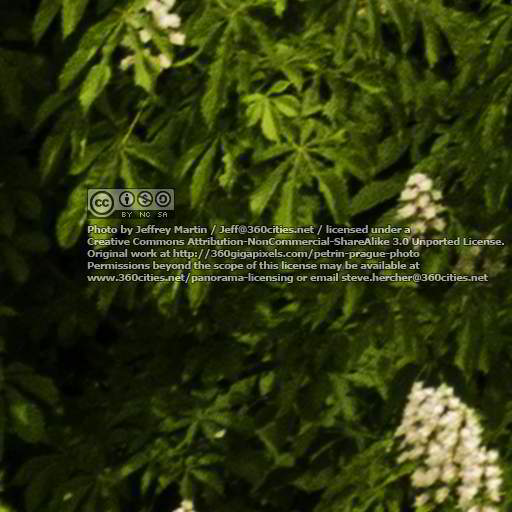 cc BY NC SA
Photo by Jeffrey Martin / Jeff@360cities.net / licensed under a
Creative Commons Attribution-NonCommercial-ShareAlike 3.0 Unported License.
Original work at http://360gigapixels.com/petrin-prague-photo
Permissions beyond the scope of this license may be available at
www.360cities.net/panorama-licensing or email steve.hercher@360cities.net